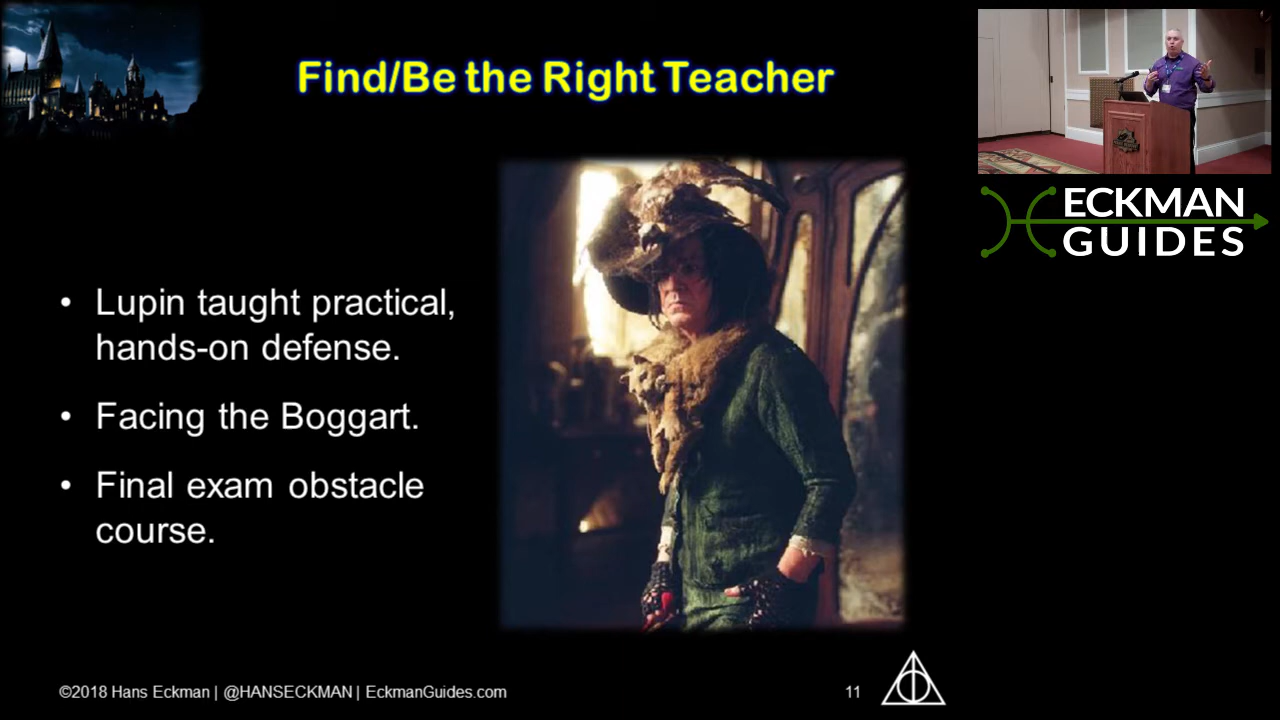 Find/Be the Right Teacher
ECKMAN
GUIDES
• Lupin taught practical,
hands-on defense.
• Facing the Boggart.
• Final exam obstacle
course.
©2018 Hans Eckman | @HANSECKMAN | EckmanGuides.com
11